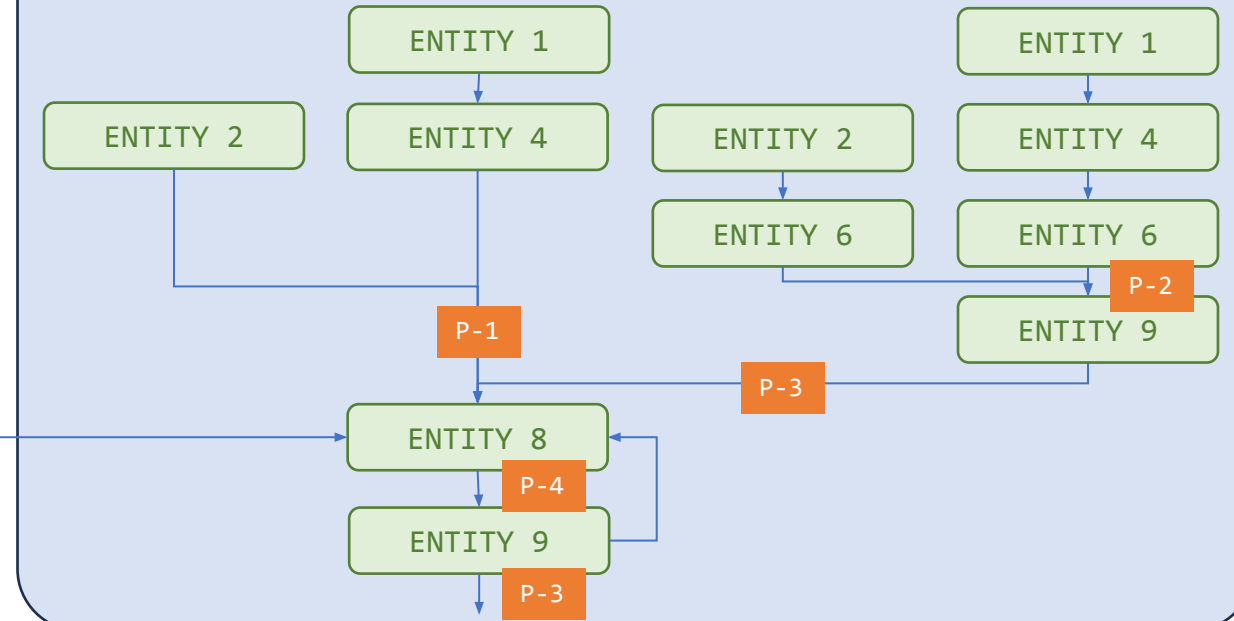 ENTITY 1
ENTITY 1
ENTITY 2
ENTITY 4
ENTITY 2
ENTITY 4
ENTITY 6
ENTITY 6
P-2
P-1
ENTITY 9
P-3
ENTITY 8
P-4
ENTITY 9
P-3